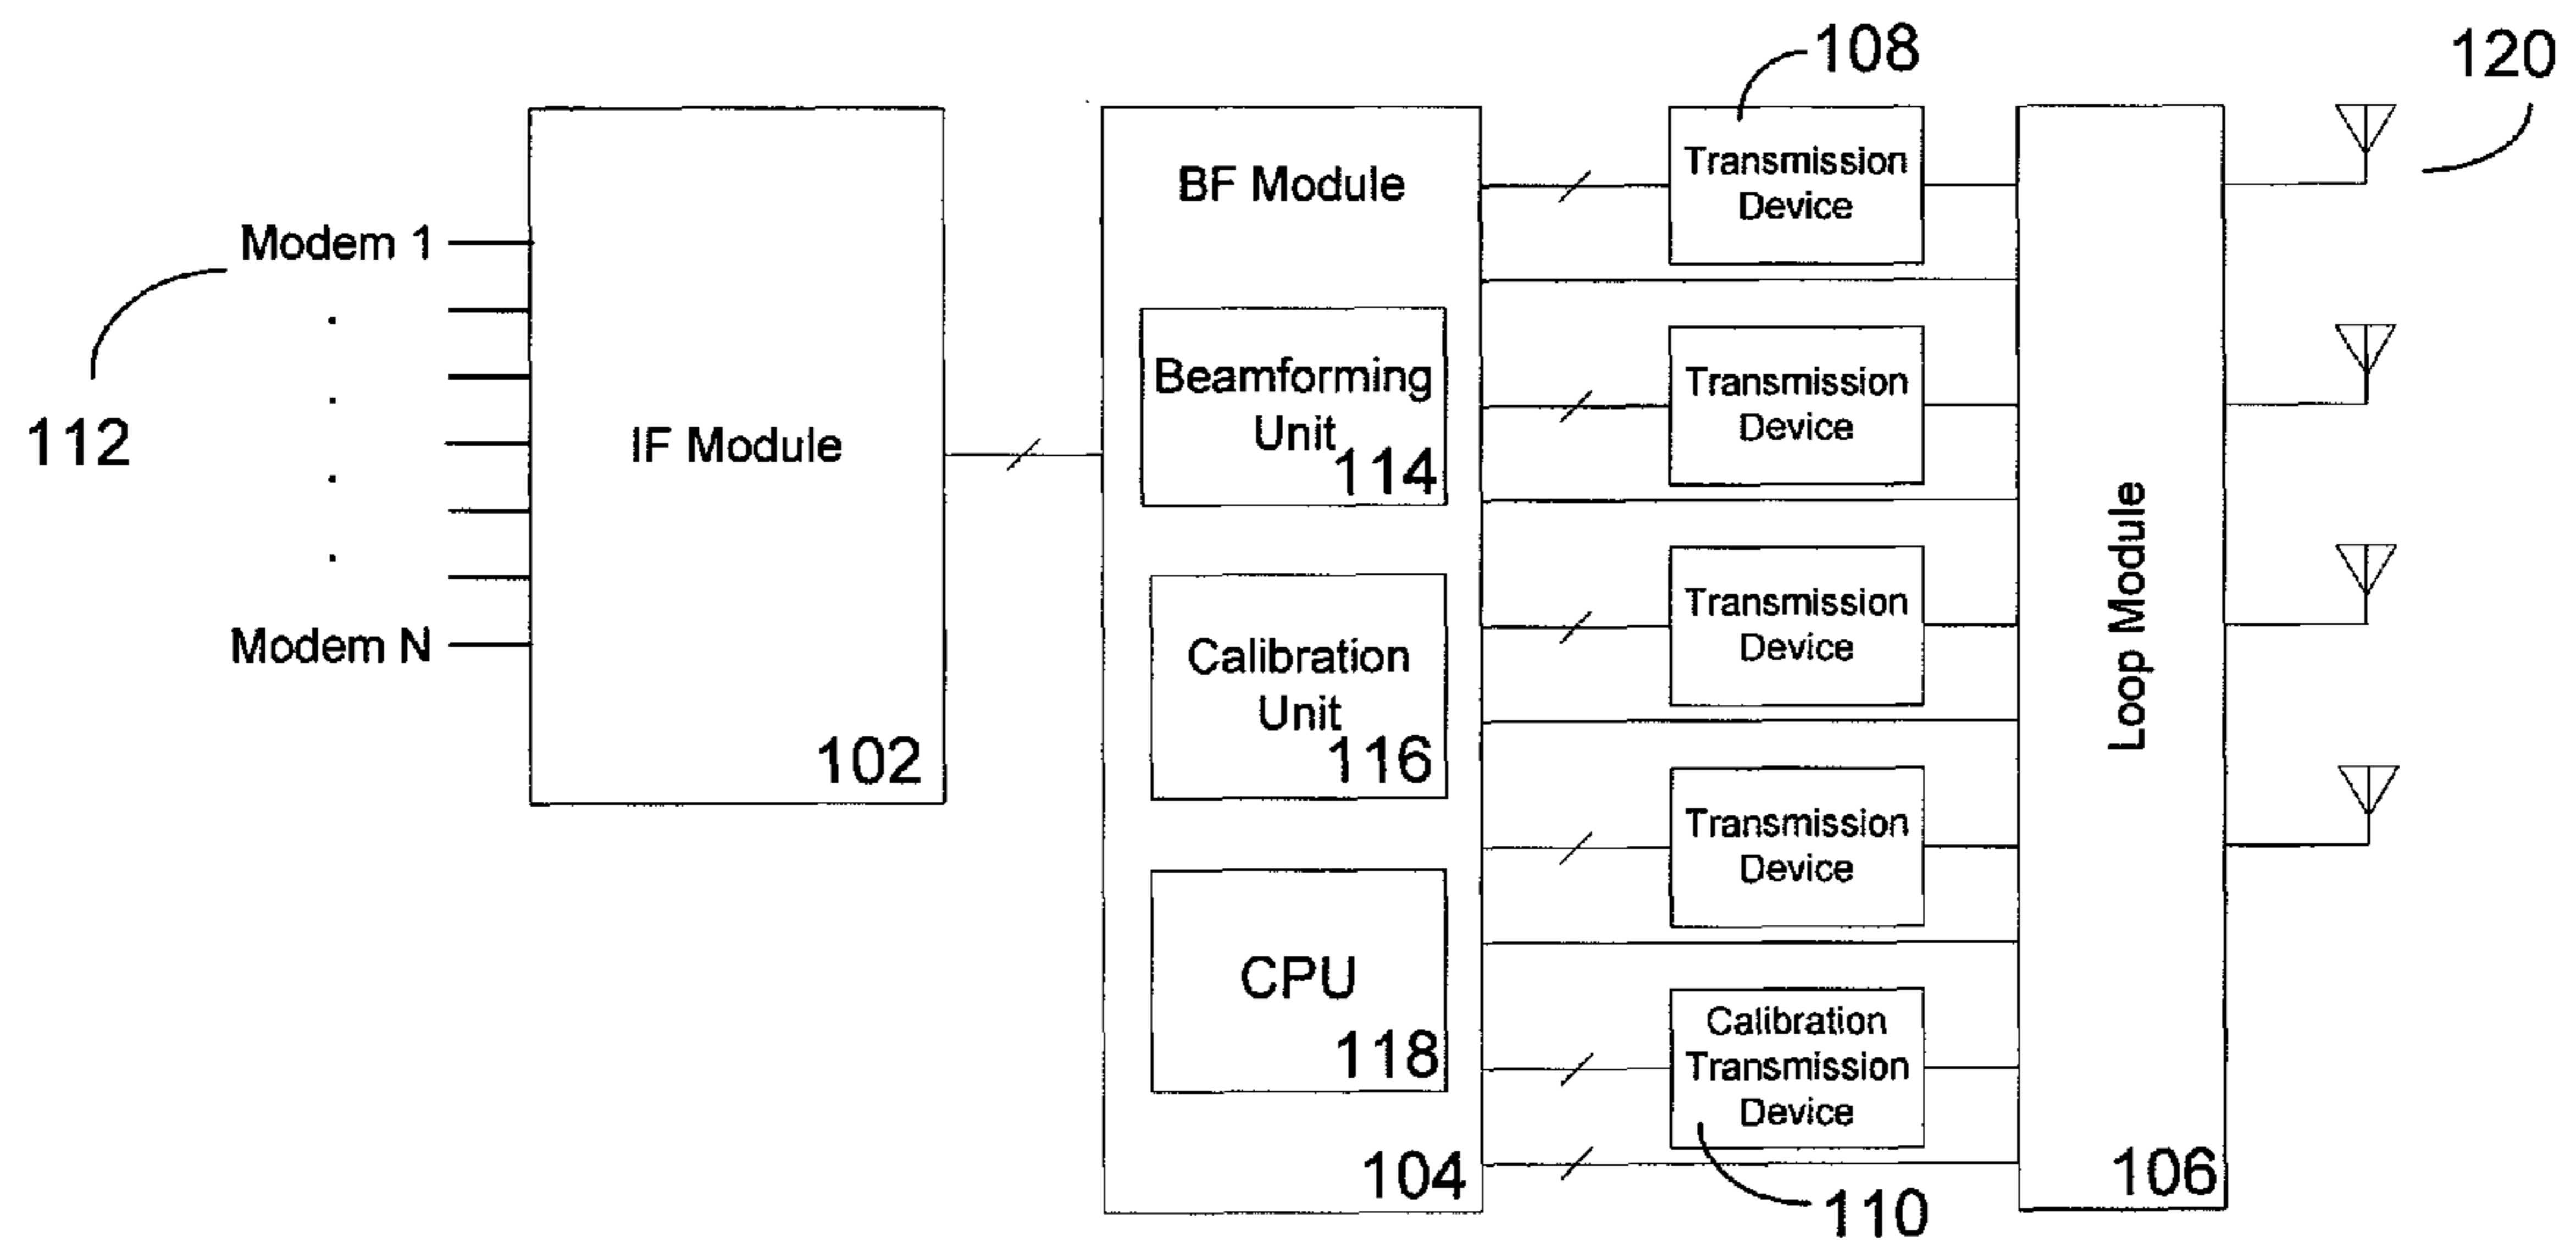 108
120
Transmission
Device
BF Module
Modem 1
Beamforming
Unit
114
Transmission
Device
112
IF Module
Loop Module
Transmission
Device
Calibration
Unit
116
Modem N
102
Transmission
Device
CPU
118
Calibration
Transmission
Device
104
106
110